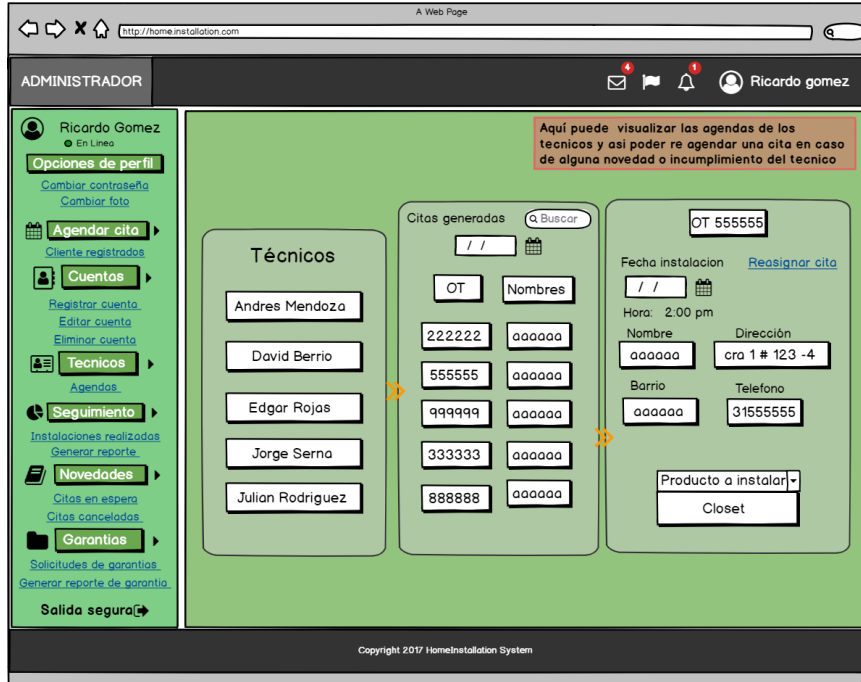 A Web Page
http://home.installation.com
ADMINISTRADOR
4
1
Ricardo gomez
Ricardo Gomez
En Linea
Opciones de perfil
Cambiar contraseña
Cambiar foto
Agendar cita
Cliente registrados
Cuentas
Registrar cuenta
Editar cuenta
Eliminar cuenta
Tecnicos
Agendas
Seguimiento
Instalaciones realizadas
Generar reporte
Novedades
Citas en espera
Citas canceladas
Garantias
Solicitudes de garantias
Generar reporte de garantia
Salida segura
Aquí puede visualizar las agendas de los
tecnicos y asi poder re agendar una cita en caso
de alguna novedad o incumplimiento del tecnico
Técnicos
Andres Mendoza
David Berrio
Edgar Rojas
Jorge Serna
Julian Rodriguez
Citas generadas
Buscar
/ /
OT Nombres
222222 aaaaaa
555555 aaaaaa
999999 aaaaaa
333333 aaaaaa
888888 aaaaaa
OT 555555
Fecha instalacion Reasignar cita
/ /
Hora: 2:00 pm
Nombre Dirección
aaaaaa cra 1 # 123 -4
Barrio Telefono
aaaaaa 31555555
Producto a instalar
Closet
Copyright 2017 HomeInstallation System